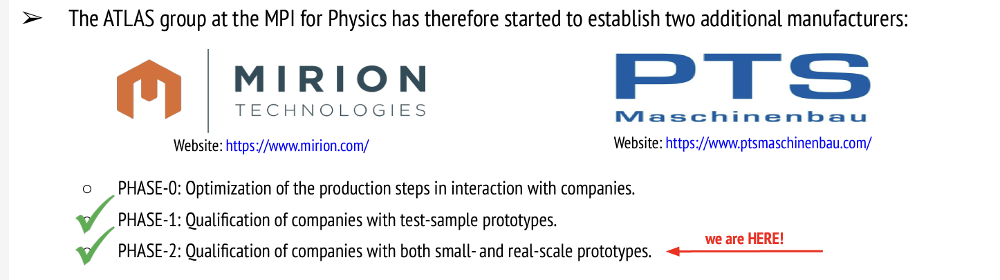 ➢ The ATLAS group at the MPI for Physics has therefore started to establish two additional manufacturers:
MIRION
TECHNOLOGIES
Website: https://www.mirion.com/
PTS
Maschinenbau
Website: https://www.ptsmaschinenbau.com/
○ PHASE-0: Optimization of the production steps in interaction with companies.
○ PHASE-1: Qualification of companies with test-sample prototypes.
○ PHASE-2: Qualification of companies with both small- and real-scale prototypes.
we are HERE!